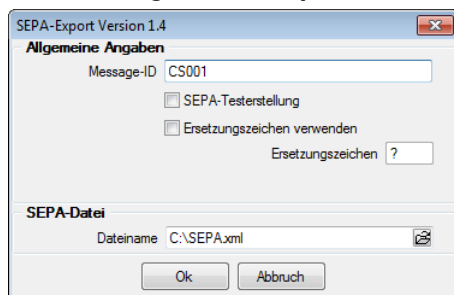 SEPA-Export Version 1.4
Allgemeine Angaben
Message-ID CS001
SEPA-Testerstellung
Ersetzungszeichen verwenden
Ersetzungszeichen ?
SEPA-Datei
Dateiname C:\SEPA.xml
Ok Abbruch